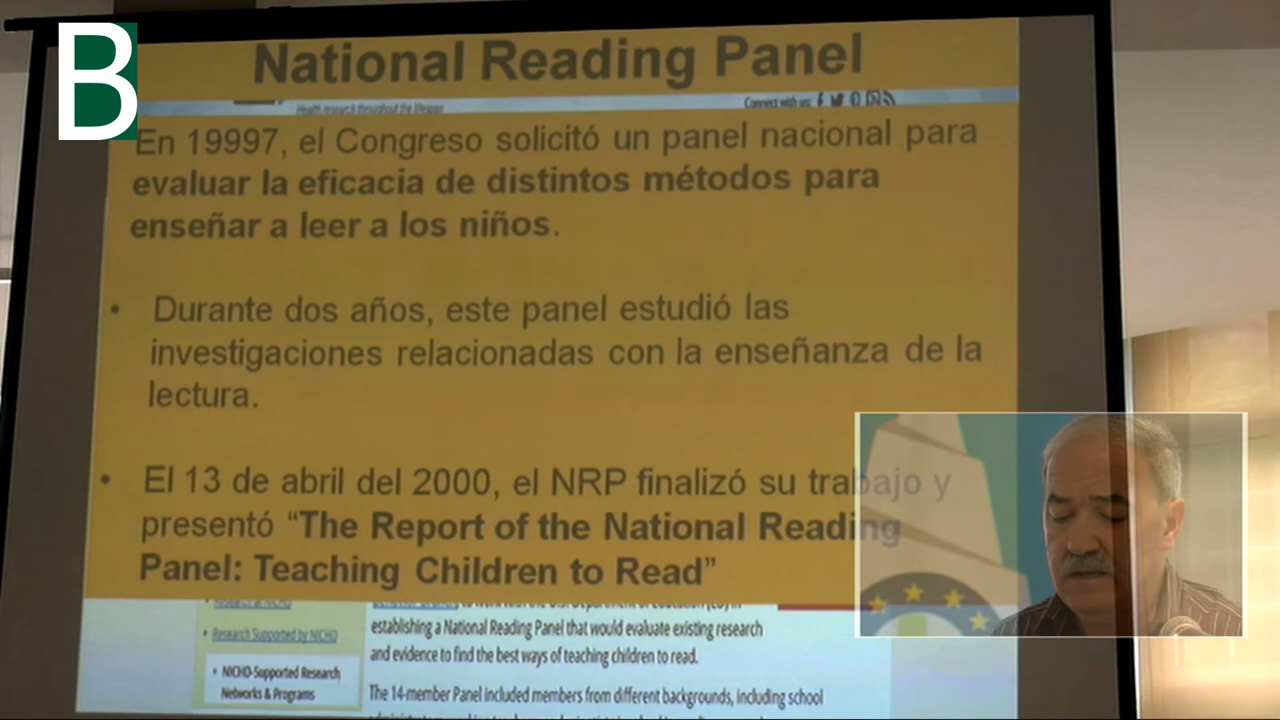 B
National Reading Panel
Health research throughout the lifespan
Connect with us:
En 19997, el Congreso solicitó un panel nacional para
evaluar la eficacia de distintos métodos para
enseñar a leer a los niños.
• Durante dos años, este panel estudió las
investigaciones relacionadas con la enseñanza de la
lectura.
• El 13 de abril del 2000, el NRP finalizó su trabajo y
presentó “The Report of the National Reading
Panel: Teaching Children to Read”
Research at NICHD
Research Supported by NICHD
NICHD-Supported Research
Networks & Programs
establishing a National Reading Panel that would evaluate existing research
and evidence to find the best ways of teaching children to read.
The 14-member Panel included members from different backgrounds, including school